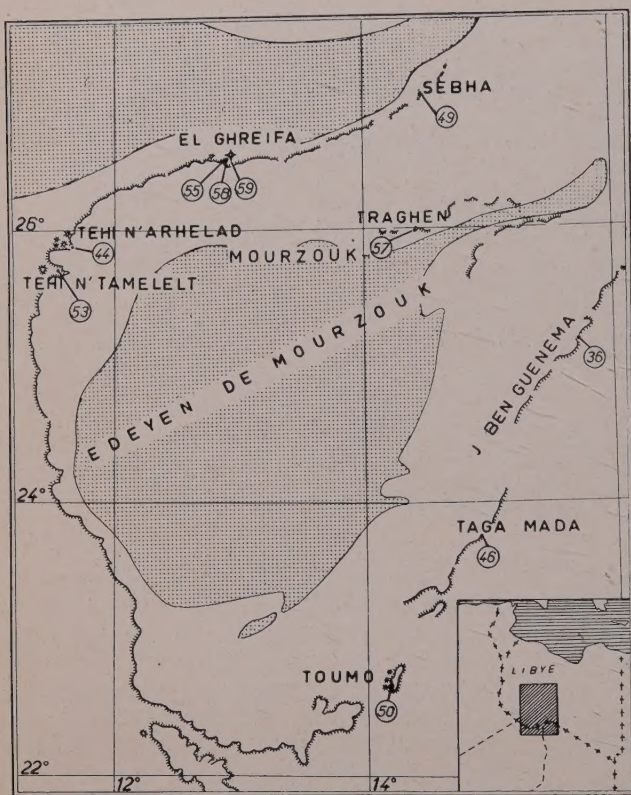 SEBHA
49
EL GHREIFA
55
58
59
26°
TEHI N'ARHELAD
44
TRAGHEN
57
MOURZOUK
TEHI N'TAMELELT
53
EDEYEN DE MOURZOUK
J BEN GUENEMA
36
24°
TAGA MADA
46
TOUMO
50
LIBYE
22°
12°
14°